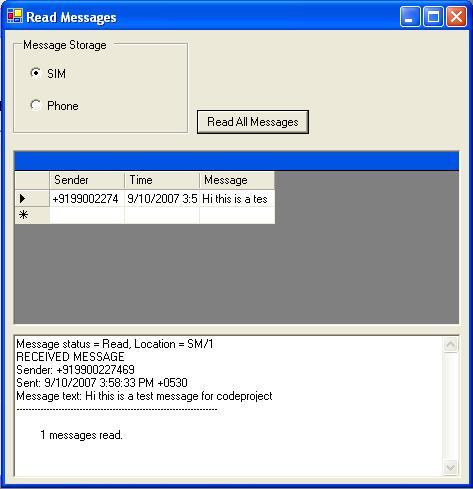 Read Messages
Message Storage
SIM
Phone
Read All Messages
Sender Time Message
+9199002274 9/10/2007 3:5 Hi this is a tes
Message status = Read, Location = SM/1
RECEIVED MESSAGE
Sender: +919900227469
Sent: 9/10/2007 3:58:33 PM +0530
Message text: Hi this is a test message for codeproject
--------------------------------------------------------------------
1 messages read.